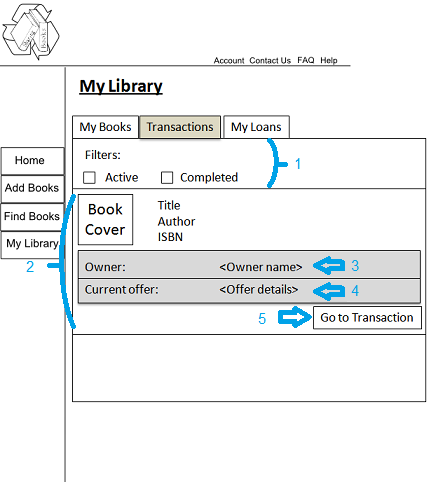 Account Contact Us FAQ Help
My Library
My Books Transactions My Loans
Filters:
1
Active Completed
Home
Add Books
Find Books
My Library
2
Book
Cover
Title
Author
ISBN
Owner: <Owner name> 3
Current offer: <Offer details> 4
5 Go to Transaction